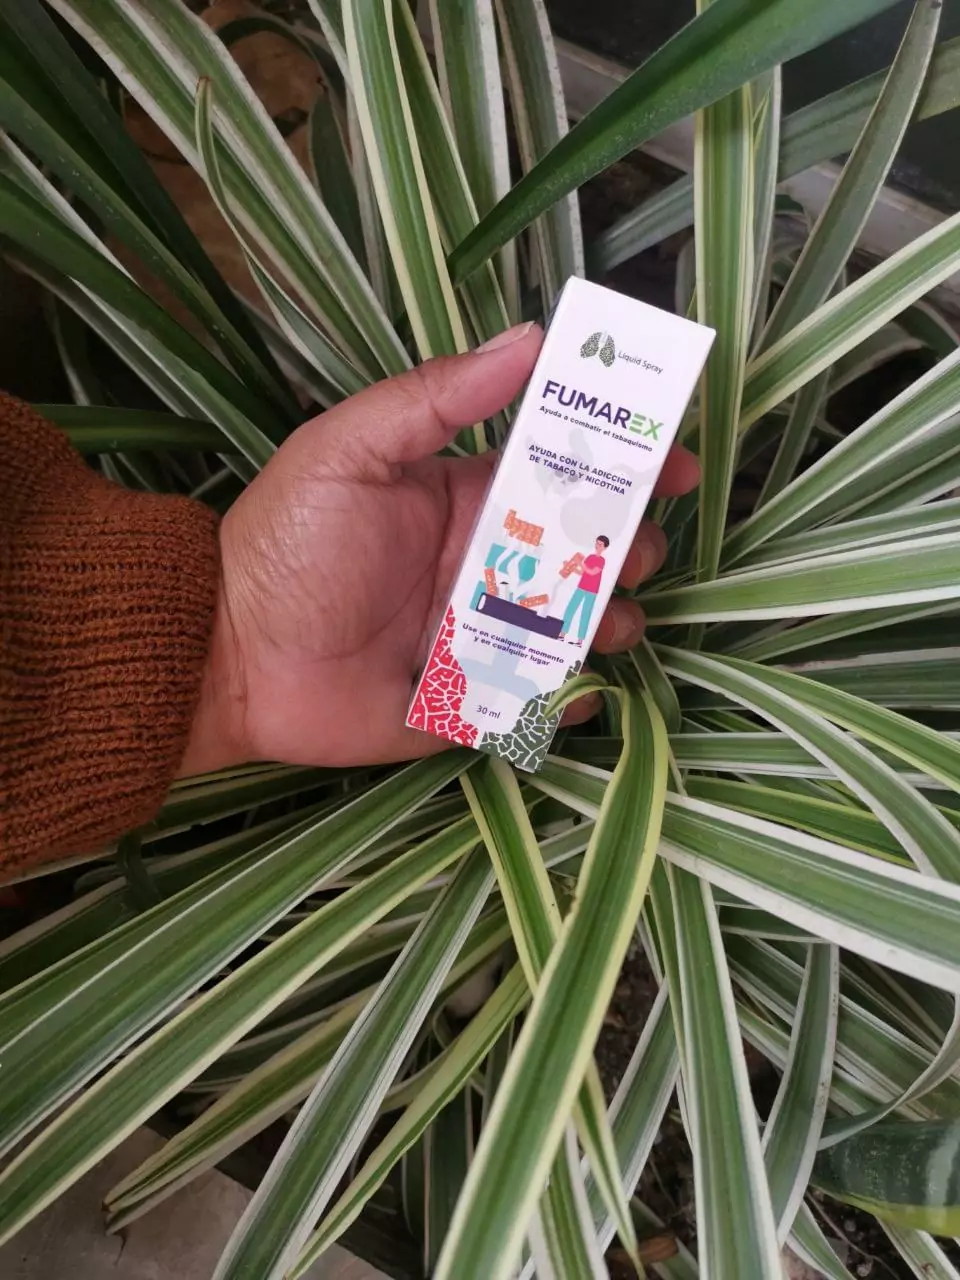 Liquid Spray
FUMAREX
Ayuda a combatir el tabaquismo
AYUDA CON LA ADICCION
DE TABACO Y NICOTINA
Use en cualquier momento
y en cualquier lugar
30 ml